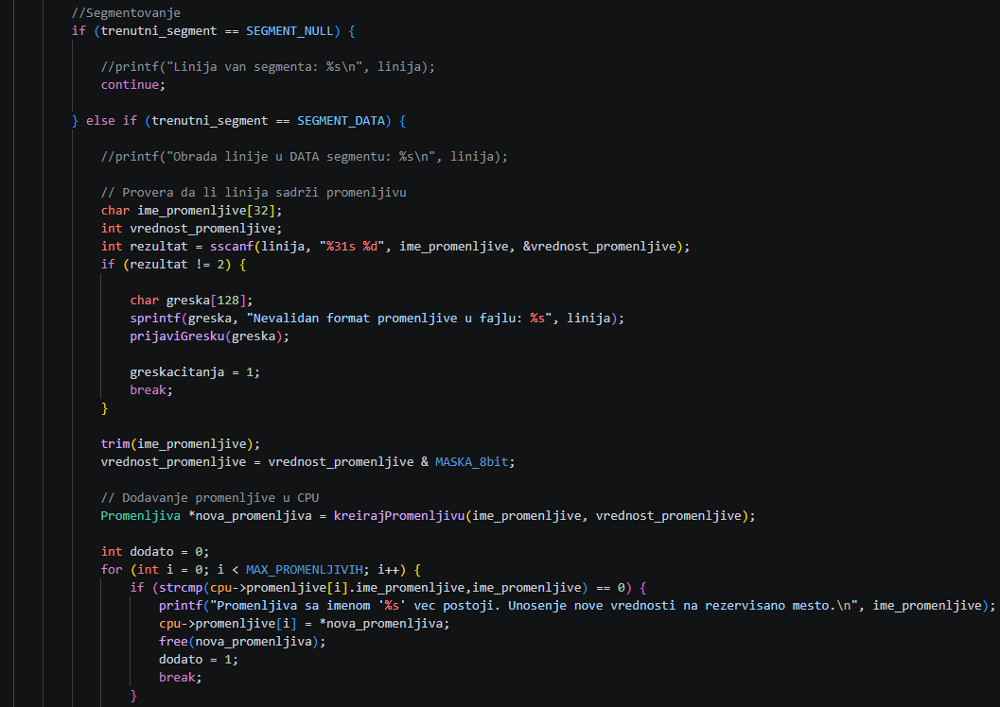 //Segmentovanje
if (trenutni_segment == SEGMENT_NULL) {
//printf("Linija van segmenta: %s\n", linija);
continue;
} else if (trenutni_segment == SEGMENT_DATA) {
//printf("Obrada linije u DATA segmentu: %s\n", linija);
// Provera da li linija sadrži promenljivu
char ime_promenljive[32];
int vrednost_promenljive;
int rezultat = sscanf(linija, "%31s %d", ime_promenljive, &vrednost_promenljive);
if (rezultat != 2) {
char greska[128];
sprintf(greska, "Nevalidan format promenljive u fajlu: %s", linija);
prijaviGresku(greska);
greskacitanja = 1;
break;
}
trim(ime_promenljive);
vrednost_promenljive = vrednost_promenljive & MASKA_8bit;
// Dodavanje promenljive u CPU
Promenljiva *nova_promenljiva = kreirajPromenljivu(ime_promenljive, vrednost_promenljive);
int dodato = 0;
for (int i = 0; i < MAX_PROMENLJIVIH; i++) {
if (strcmp(cpu->promenljive[i].ime_promenljive,ime_promenljive) == 0) {
printf("Promenljiva sa imenom '%s' vec postoji. Unosenje nove vrednosti na rezervisano mesto.\n", ime_promenljive);
cpu->promenljive[i] = *nova_promenljiva;
free(nova_promenljiva);
dodato = 1;
break;
}